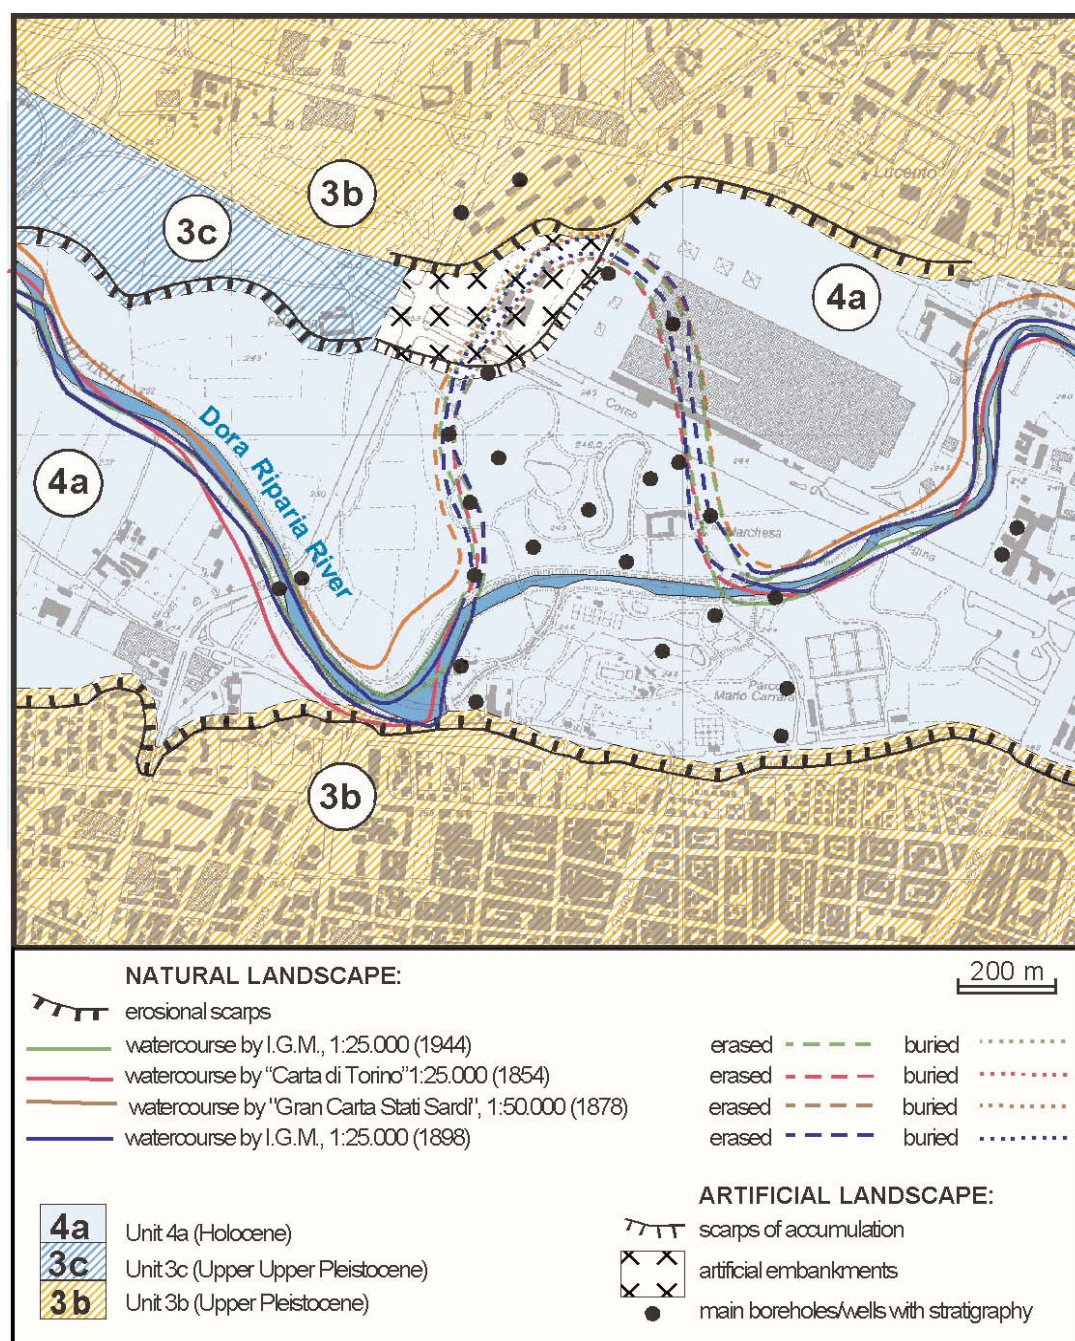 Lucento
3b
3c
4a
Corso
Dora Riparia River
4a
Marchesa
Regina
Parco
Mario Carrara
3b
NATURAL LANDSCAPE:
200 m
erosional scarps
watercourse by I.G.M., 1:25.000 (1944) erased buried
watercourse by “Carta di Torino”1:25.000 (1854) erased buried
watercourse by "Gran Carta Stati Sardi", 1:50.000 (1878) erased buried
watercourse by I.G.M., 1:25.000 (1898) erased buried
ARTIFICIAL LANDSCAPE:
4a Unit 4a (Holocene)
scarps of accumulation
3c Unit 3c (Upper Upper Pleistocene)
artificial embankments
3b Unit 3b (Upper Pleistocene)
main boreholes/wells with stratigraphy